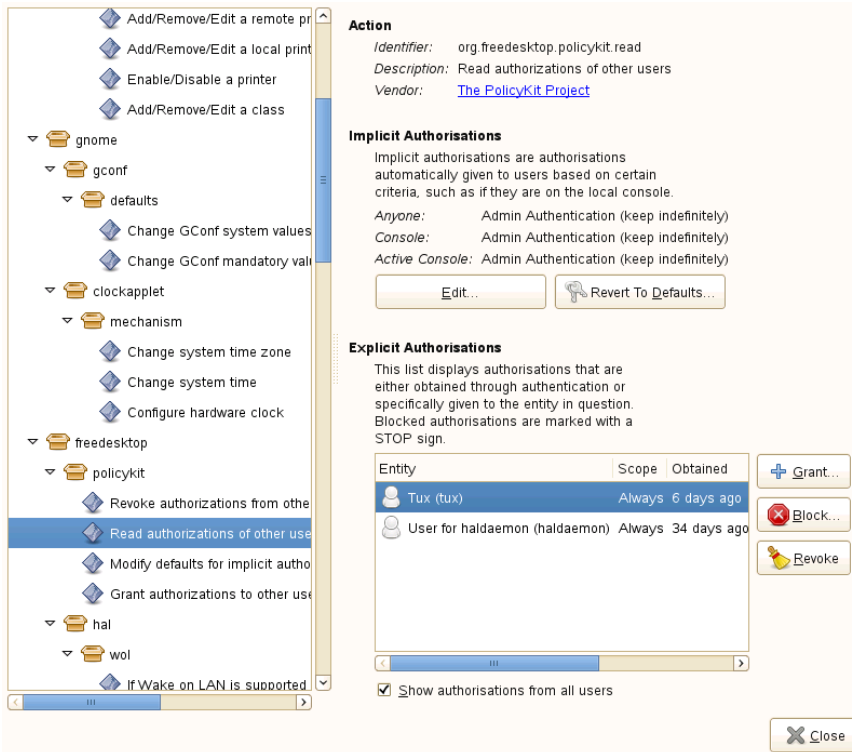 Add/Remove/Edit a remote pr
Add/Remove/Edit a local print
Enable/Disable a printer
Add/Remove/Edit a class
gnome
gconf
defaults
Change GConf system values
Change GConf mandatory val
clockapplet
mechanism
Change system time zone
Change system time
Configure hardware clock
freedesktop
policykit
Revoke authorizations from othe
Read authorizations of other use
Modify defaults for implicit autho
Grant authorizations to other use
hal
wol
If Wake on LAN is supported
Action
Identifier: org.freedesktop.policykit.read
Description: Read authorizations of other users
Vendor: The PolicyKit Project
Implicit Authorisations
Implicit authorisations are authorisations
automatically given to users based on certain
criteria, such as if they are on the local console.
Anyone: Admin Authentication (keep indefinitely)
Console: Admin Authentication (keep indefinitely)
Active Console: Admin Authentication (keep indefinitely)
Edit...
Revert To Defaults...
Explicit Authorisations
This list displays authorisations that are
either obtained through authentication or
specifically given to the entity in question.
Blocked authorisations are marked with a
STOP sign.
Entity Scope Obtained
Tux (tux) Always 6 days ago
User for haldaemon (haldaemon) Always 34 days ago
Grant...
Block...
Revoke
Show authorisations from all users
Close